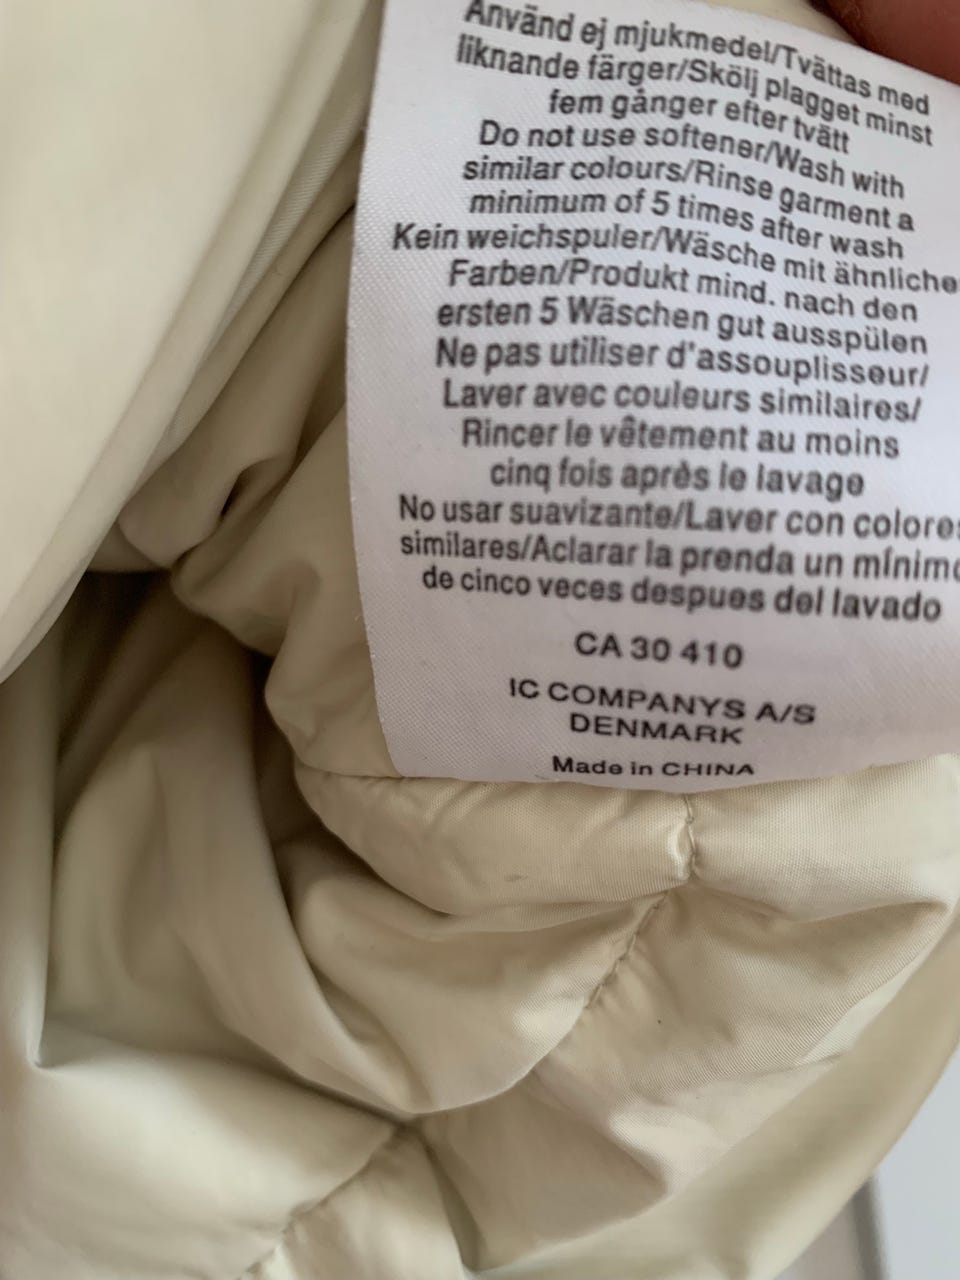 Använd ej mjukmedel/Tvättas med
liknande färger/Skölj plagget minst
fem gånger efter tvätt
Do not use softener/Wash with
similar colours/Rinse garment a
minimum of 5 times after wash
Kein weichspuler/Wäsche mit ähnliche
Farben/Produkt mind. nach den
ersten 5 Wäschen gut ausspülen
Ne pas utiliser d'assouplisseur/
Laver avec couleurs similaires/
Rincer le vêtement au moins
cinq fois après le lavage
No usar suavizante/Laver con colores
similares/Aclarar la prenda un mínimo
de cinco veces despues del lavado
CA 30 410
IC COMPANYS A/S
DENMARK
Made in CHINA